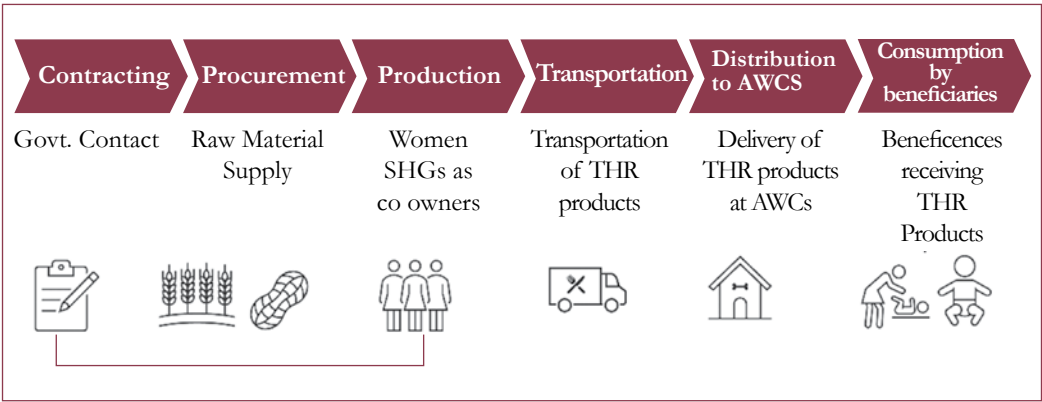 Contracting
Procurement
Production
Transportation
Distribution
to AWCS
Consumption
by
beneficiaries
Govt. Contact
Raw Material
Supply
Women
SHGs as
co owners
Transportation
of THR
products
Delivery of
THR products
at AWCs
Beneficences
receiving
THR
Products